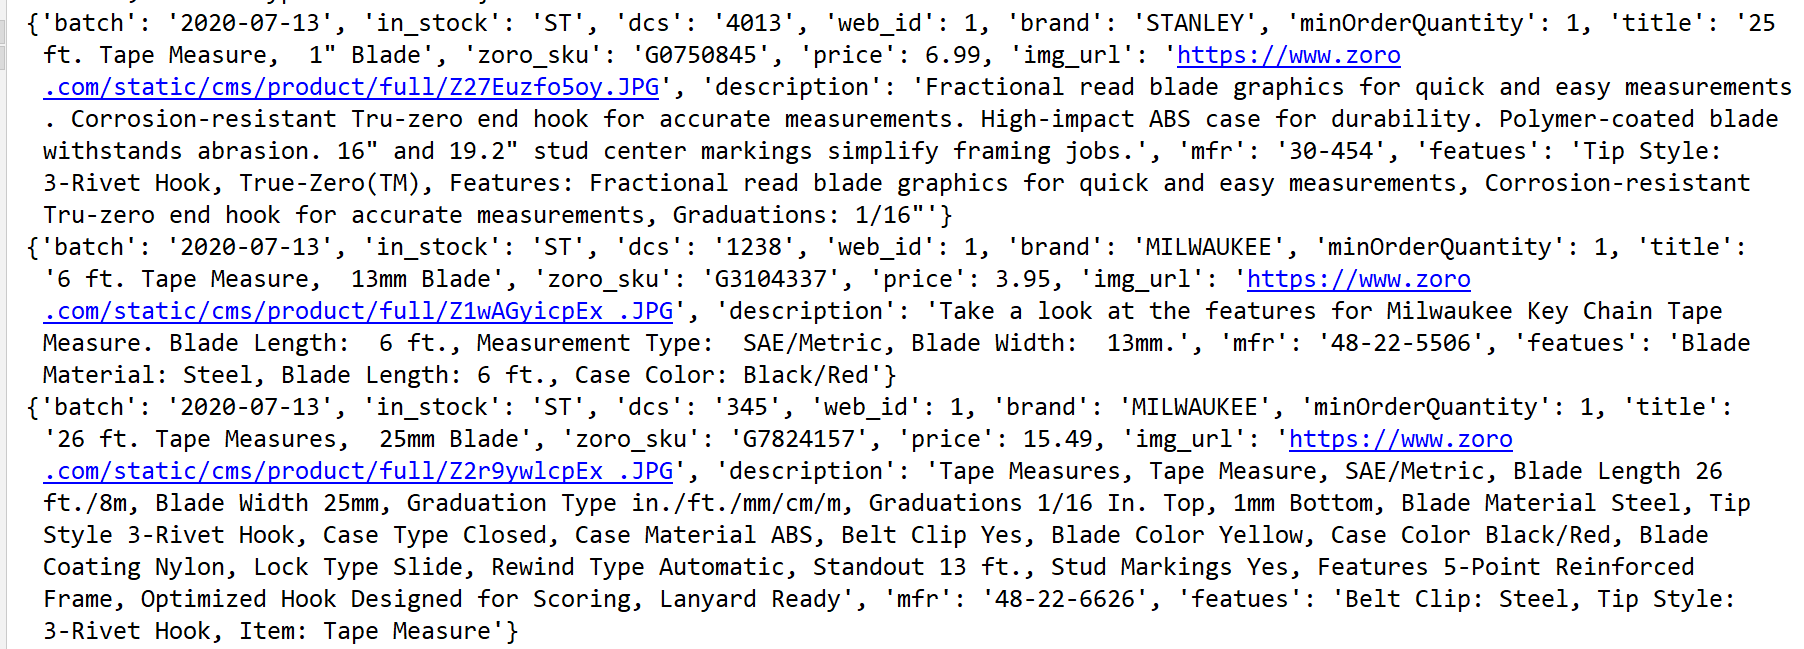 {'batch': '2020-07-13', 'in_stock': 'ST', 'dcs': '4013', 'web_id': 1, 'brand': 'STANLEY', 'minOrderQuantity': 1, 'title': '25
ft. Tape Measure,  1" Blade', 'zoro_sku': 'G0750845', 'price': 6.99, 'img_url': 'https://www.zoro
.com/static/cms/product/full/Z27Euzfo5oy.JPG', 'description': 'Fractional read blade graphics for quick and easy measurements
. Corrosion-resistant Tru-zero end hook for accurate measurements. High-impact ABS case for durability. Polymer-coated blade
withstands abrasion. 16" and 19.2" stud center markings simplify framing jobs.', 'mfr': '30-454', 'featues': 'Tip Style:
3-Rivet Hook, True-Zero(TM), Features: Fractional read blade graphics for quick and easy measurements, Corrosion-resistant
Tru-zero end hook for accurate measurements, Graduations: 1/16"'}
{'batch': '2020-07-13', 'in_stock': 'ST', 'dcs': '1238', 'web_id': 1, 'brand': 'MILWAUKEE', 'minOrderQuantity': 1, 'title':
'6 ft. Tape Measure,  13mm Blade', 'zoro_sku': 'G3104337', 'price': 3.95, 'img_url': 'https://www.zoro
.com/static/cms/product/full/Z1wAGyicpEx_.JPG', 'description': 'Take a look at the features for Milwaukee Key Chain Tape
Measure. Blade Length:  6 ft., Measurement Type:  SAE/Metric, Blade Width:  13mm.', 'mfr': '48-22-5506', 'featues': 'Blade
Material: Steel, Blade Length: 6 ft., Case Color: Black/Red'}
{'batch': '2020-07-13', 'in_stock': 'ST', 'dcs': '345', 'web_id': 1, 'brand': 'MILWAUKEE', 'minOrderQuantity': 1, 'title':
'26 ft. Tape Measures,  25mm Blade', 'zoro_sku': 'G7824157', 'price': 15.49, 'img_url': 'https://www.zoro
.com/static/cms/product/full/Z2r9ywlcpEx_.JPG', 'description': 'Tape Measures, Tape Measure, SAE/Metric, Blade Length 26
ft./8m, Blade Width 25mm, Graduation Type in./ft./mm/cm/m, Graduations 1/16 In. Top, 1mm Bottom, Blade Material Steel, Tip
Style 3-Rivet Hook, Case Type Closed, Case Material ABS, Belt Clip Yes, Blade Color Yellow, Case Color Black/Red, Blade
Coating Nylon, Lock Type Slide, Rewind Type Automatic, Standout 13 ft., Stud Markings Yes, Features 5-Point Reinforced
Frame, Optimized Hook Designed for Scoring, Lanyard Ready', 'mfr': '48-22-6626', 'featues': 'Belt Clip: Steel, Tip Style:
3-Rivet Hook, Item: Tape Measure'}